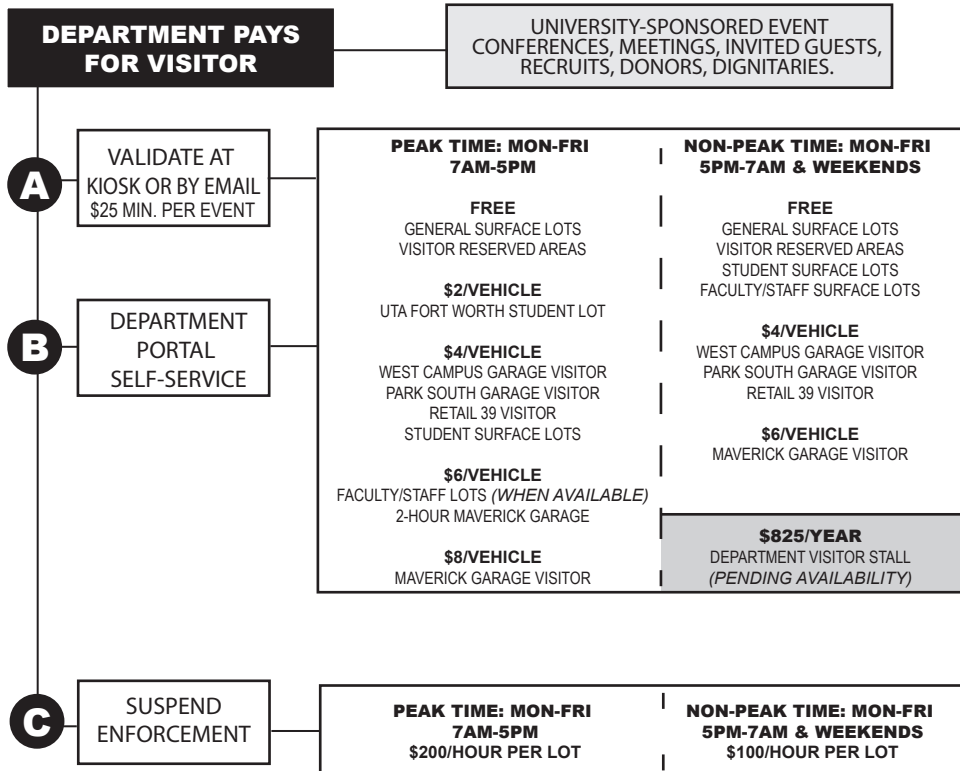 DEPARTMENT PAYS
FOR VISITOR
UNIVERSITY-SPONSORED EVENT
CONFERENCES, MEETINGS, INVITED GUESTS,
RECRUITS, DONORS, DIGNITARIES.
A
VALIDATE AT
KIOSK OR BY EMAIL
$25 MIN. PER EVENT
B
DEPARTMENT
PORTAL
SELF-SERVICE
PEAK TIME: MON-FRI
7AM-5PM
FREE
GENERAL SURFACE LOTS
VISITOR RESERVED AREAS
$2/VEHICLE
UTA FORT WORTH STUDENT LOT
$4/VEHICLE
WEST CAMPUS GARAGE VISITOR
PARK SOUTH GARAGE VISITOR
RETAIL 39 VISITOR
STUDENT SURFACE LOTS
$6/VEHICLE
FACULTY/STAFF LOTS (WHEN AVAILABLE)
2-HOUR MAVERICK GARAGE
$8/VEHICLE
MAVERICK GARAGE VISITOR
NON-PEAK TIME: MON-FRI
5PM-7AM & WEEKENDS
FREE
GENERAL SURFACE LOTS
VISITOR RESERVED AREAS
STUDENT SURFACE LOTS
FACULTY/STAFF SURFACE LOTS
$4/VEHICLE
WEST CAMPUS GARAGE VISITOR
PARK SOUTH GARAGE VISITOR
RETAIL 39 VISITOR
$6/VEHICLE
MAVERICK GARAGE VISITOR
$825/YEAR
DEPARTMENT VISITOR STALL
(PENDING AVAILABILITY)
C
SUSPEND
ENFORCEMENT
PEAK TIME: MON-FRI
7AM-5PM
$200/HOUR PER LOT
NON-PEAK TIME: MON-FRI
5PM-7AM & WEEKENDS
$100/HOUR PER LOT